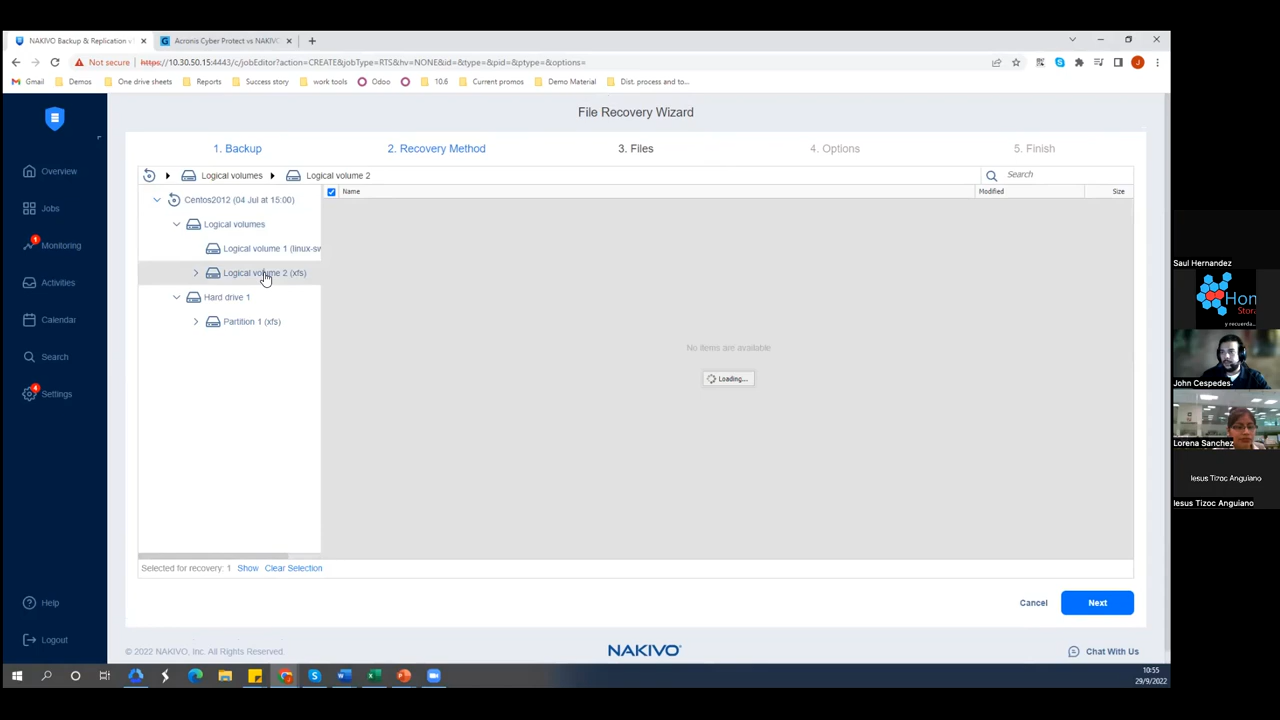 NAKIVO Backup & Replication
Acronis Cyber Protect vs NAKIVO
Not secure
https://10.30.50.15:4443/c/jobEditor?action=CREATE&jobType=RTS&hv=NONE&id=&type=&pid=&ptype=&options=
J
Gmail
Demos
One drive sheets
Reports
Success story
work tools
Odoo
10.6
Current promos
Demo Material
Dist. process and to...
File Recovery Wizard
1. Backup
2. Recovery Method
3. Files
4. Options
5. Finish
Logical volumes
Logical volume 2
Search
Name
Modified
Size
Overview
Jobs
1
Monitoring
Activities
Calendar
Search
4
Settings
Help
Logout
Centos2012 (04 Jul at 15:00)
Logical volumes
Logical volume 1 (linux-sw
Logical volume 2 (xfs)
Hard drive 1
Partition 1 (xfs)
No items are available
Loading...
Selected for recovery: 1
Show
Clear Selection
Cancel
Next
© 2022 NAKIVO, Inc. All Rights Reserved.
NAKIVO®
Chat With Us
10:55
29/9/2022
Saul Hernandez
Hon
Stora
y recuerda..
John Cespedes
Lorena Sanchez
Iesus Tizoc Anguiano
Iesus Tizoc Anguiano